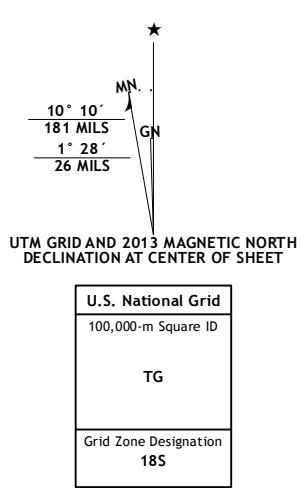 ★
MN
10° 10´
181 MILS
GN
1° 28´
26 MILS
UTM GRID AND 2013 MAGNETIC NORTH
DECLINATION AT CENTER OF SHEET
U.S. National Grid
100,000-m Square ID
TG
Grid Zone Designation
18S